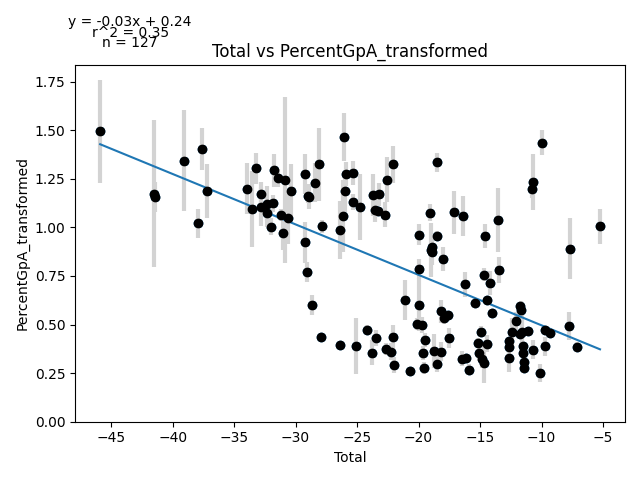 y = -0.03x + 0.24
r^2 = 0.35
n = 127
Total vs PercentGpA_transformed
PercentGpA_transformed
1.75
1.50
1.25
1.00
0.75
0.50
0.25
0.00
−45 −40 −35 −30 −25 −20 −15 −10 −5
Total